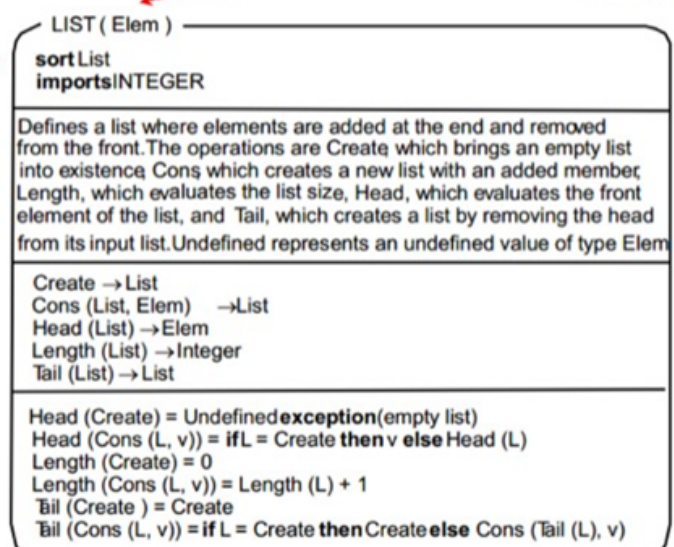 LIST ( Elem )
sort List
imports INTEGER
Defines a list where elements are added at the end and removed
from the front. The operations are Create, which brings an empty list
into existence, Cons, which creates a new list with an added member,
Length, which evaluates the list size, Head, which evaluates the front
element of the list, and Tail, which creates a list by removing the head
from its input list. Undefined represents an undefined value of type Elem
Create → List
Cons (List, Elem) → List
Head (List) → Elem
Length (List) → Integer
Tail (List) → List
Head (Create) = Undefined exception (empty list)
Head (Cons (L, v)) = if L = Create then v else Head (L)
Length (Create) = 0
Length (Cons (L, v)) = Length (L) + 1
Tail (Create ) = Create
Tail (Cons (L, v)) = if L = Create then Create else Cons (Tail (L), v)